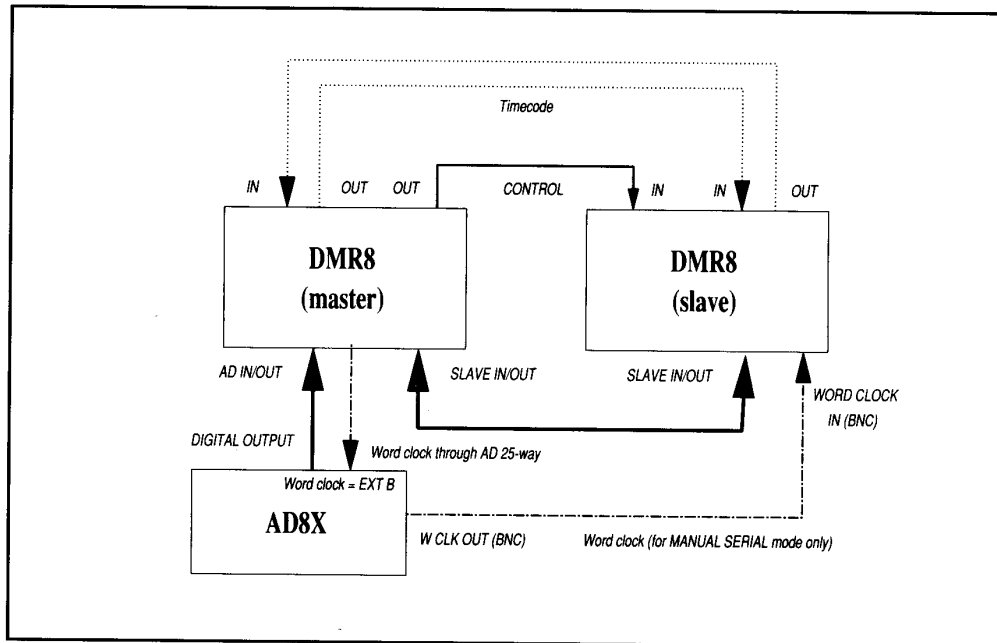 Timecode
IN
OUT
OUT
CONTROL
IN
IN
OUT
DMR8
(master)
DMR8
(slave)
AD IN/OUT
SLAVE IN/OUT
SLAVE IN/OUT
WORD CLOCK
IN (BNC)
DIGITAL OUTPUT
Word clock through AD 25-way
Word clock = EXT B
AD8X
W CLK OUT (BNC)
Word clock (for MANUAL SERIAL mode only)